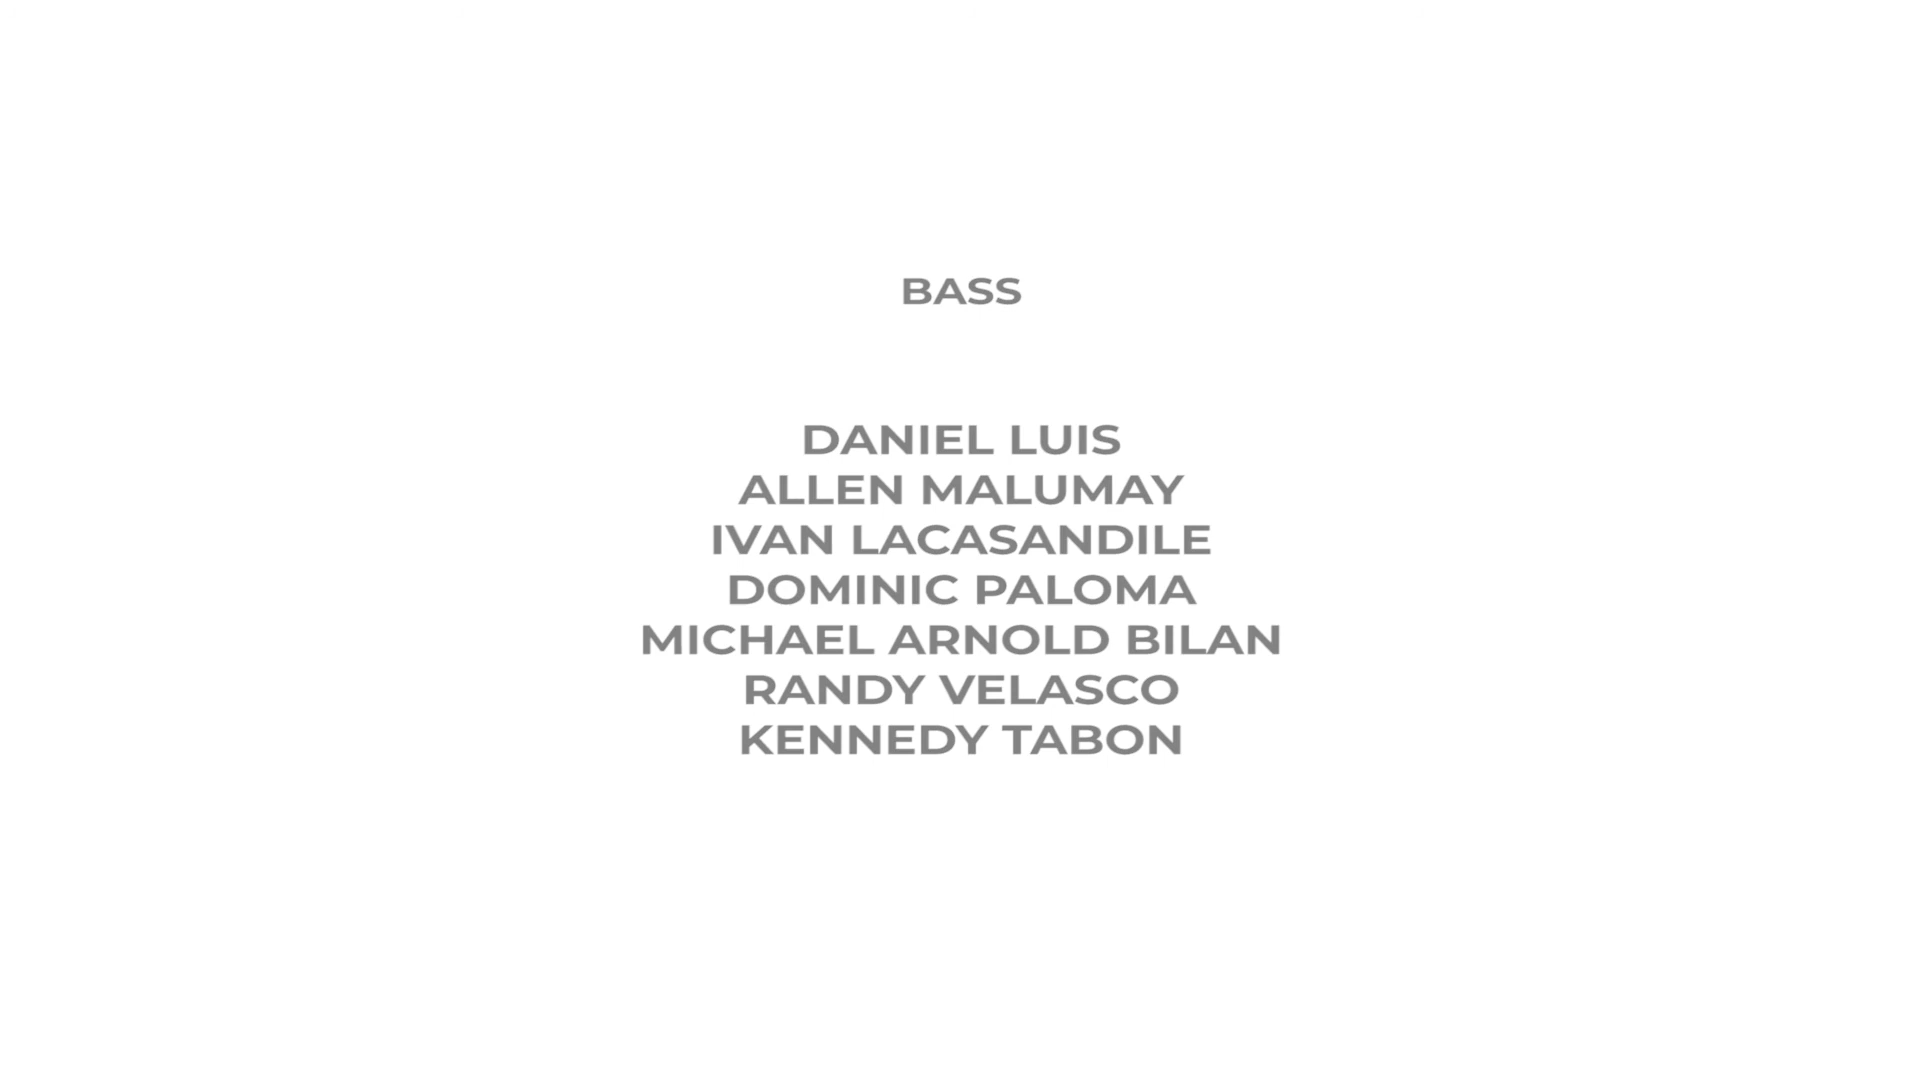 BASS
DANIEL LUIS
ALLEN MALUMAY
IVAN LACASANDILE
DOMINIC PALOMA
MICHAEL ARNOLD BILAN
RANDY VELASCO
KENNEDY TABON